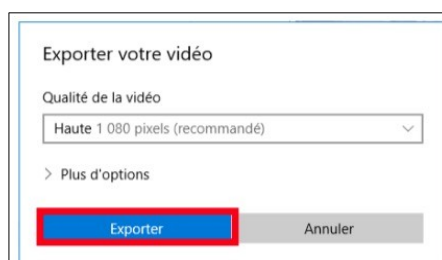 Exporter votre vidéo
Qualité de la vidéo
Haute 1 080 pixels (recommandé)
Plus d'options
Exporter
Annuler